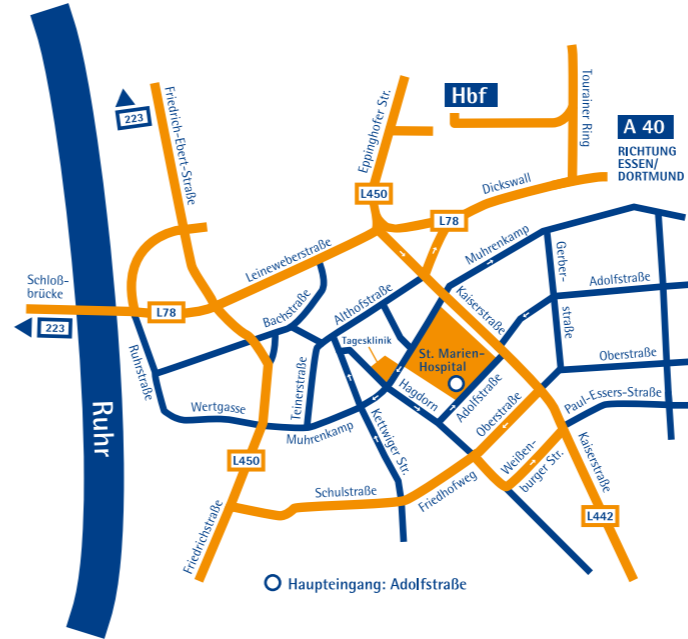 223
Friedrich-Ebert-Straße
Eppinghofer Str.
Hbf
Tourainer Ring
A 40
RICHTUNG
ESSEN/
DORTMUND
L450
Dickswall
L78
Leineweberstraße
Muhrenkamp
Gerber-
straße
Adolfstraße
Schloß-
brücke
223
L78
Bachstraße
Althofstraße
Kaiserstraße
Tagesklinik
St. Marien-
Hospital
Oberstraße
Ruhrstraße
Teinerstraße
Hagdorn
Adolfstraße
Paul-Essers-Straße
Ruhr
Wertgasse
Muhrenkamp
Kettwiger Str.
Oberstraße
Weißen-
burger Str.
Kaiserstraße
L450
Schulstraße
Friedhofweg
L442
Friedrichstraße
Haupteingang: Adolfstraße